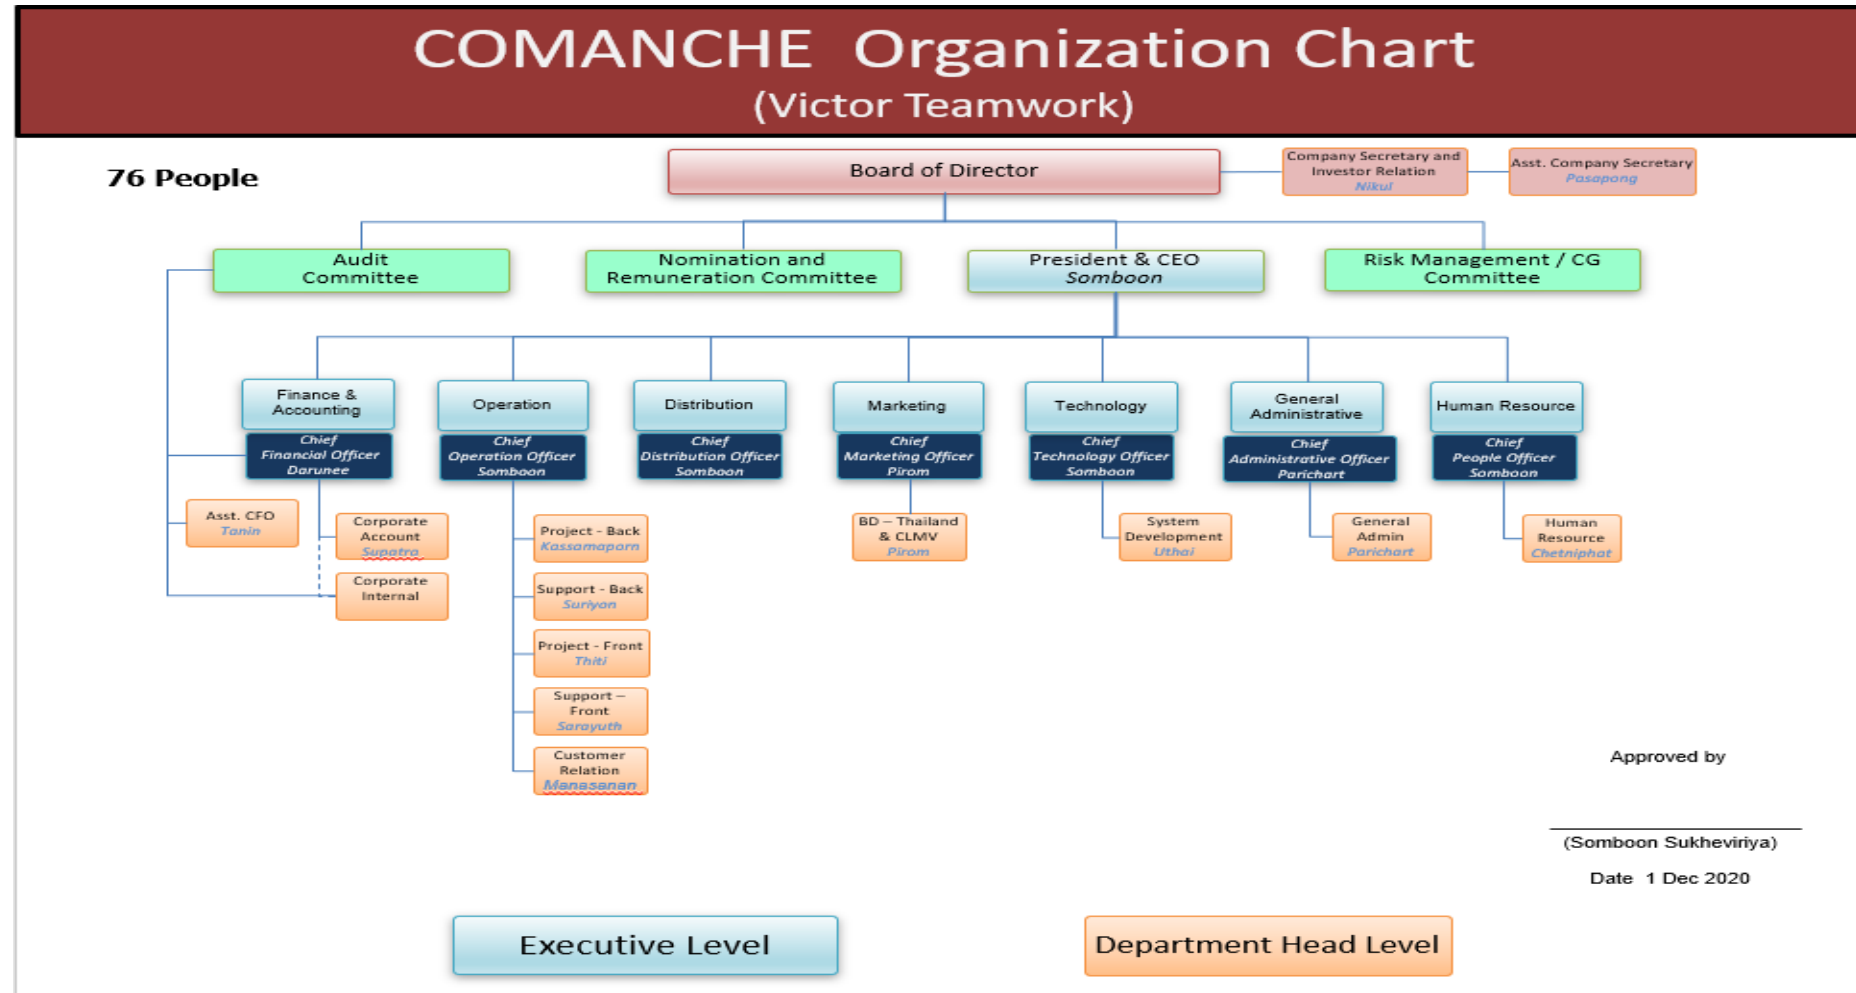 COMANCHE Organization Chart
(Victor Teamwork)
76 People
Board of Director
Company Secretary and
Investor Relation
Nikul
Asst. Company Secretary
Pasapong
Audit
Committee
Nomination and
Remuneration Committee
President & CEO
Somboon
Risk Management / CG
Committee
Finance &
Accounting
Chief
Financial Officer
Darunee
Operation
Chief
Operation Officer
Somboon
Distribution
Chief
Distribution Officer
Somboon
Marketing
Chief
Marketing Officer
Pirom
Technology
Chief
Technology Officer
Somboon
General
Administrative
Chief
Administrative Officer
Parichart
Human Resource
Chief
People Officer
Somboon
Asst. CFO
Tanin
Corporate
Account
Supatra
Corporate
Internal
Project - Back
Kassamaporn
Support - Back
Suriyan
Project - Front
Thiti
Support –
Front
Sarayuth
Customer
Relation
Manasanan
BD – Thailand
& CLMV
Pirom
System
Development
Uthai
General
Admin
Parichart
Human
Resource
Chetniphat
Approved by
(Somboon Sukheviriya)
Date 1 Dec 2020
Executive Level
Department Head Level